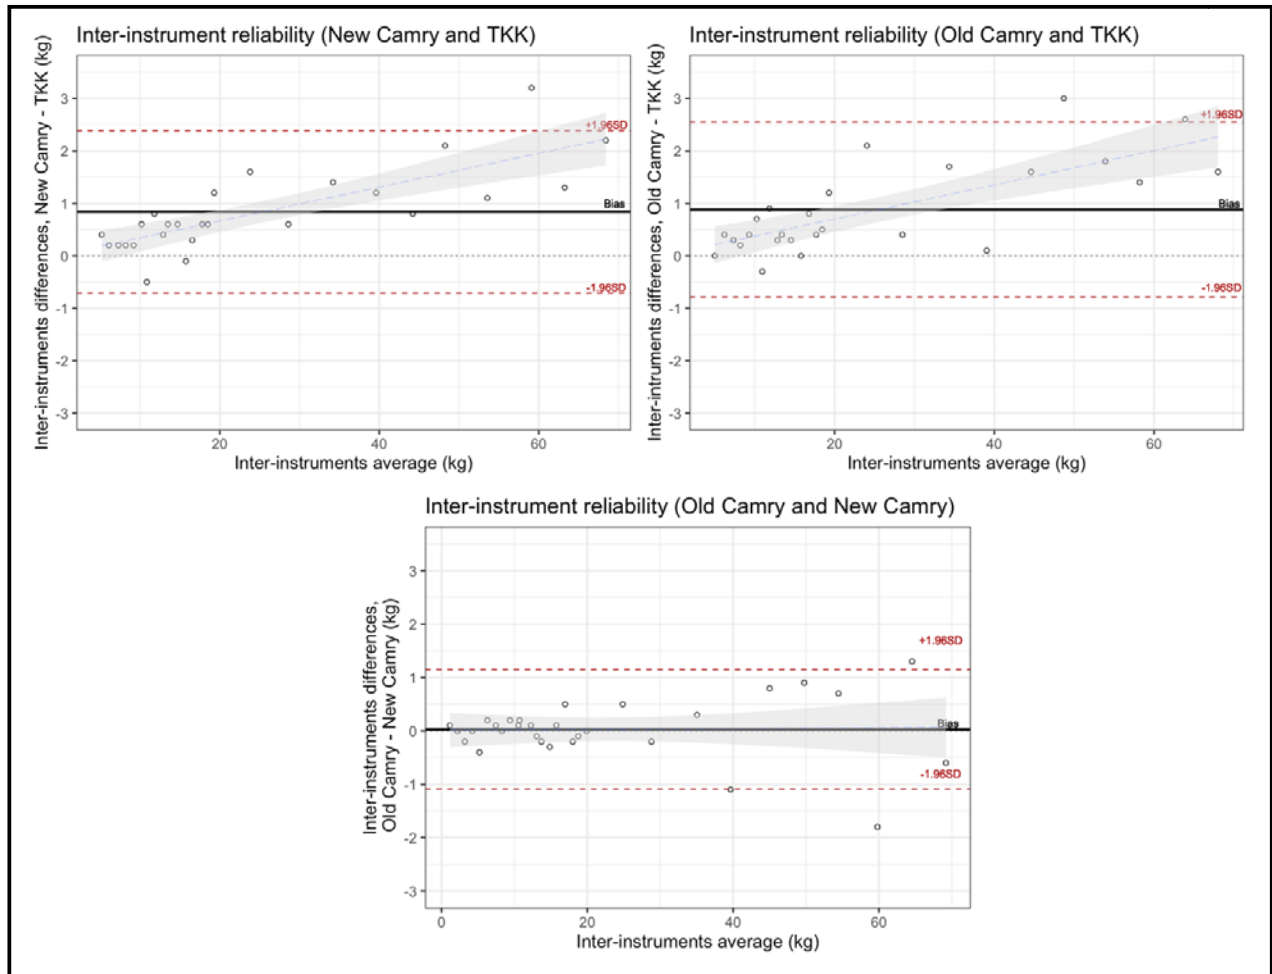 Inter-instrument reliability (New Camry and TKK)
Inter-instruments differences, New Camry - TKK (kg)
3
2
1
0
-1
-2
-3
+1.96SD
Bias
-1.96SD
20
40
60
Inter-instruments average (kg)
Inter-instrument reliability (Old Camry and TKK)
Inter-intruments differences, Old Camry - TKK (kg)
3
2
1
0
-1
-2
-3
+1.96SD
Bias
-1.96SD
20
40
60
Inter-instruments average (kg)
Inter-instrument reliability (Old Camry and New Camry)
Inter-instruments differences,
Old Camry - New Camry (kg)
3
2
1
0
-1
-2
-3
+1.96SD
Bias
-1.96SD
0
20
40
60
Inter-instruments average (kg)